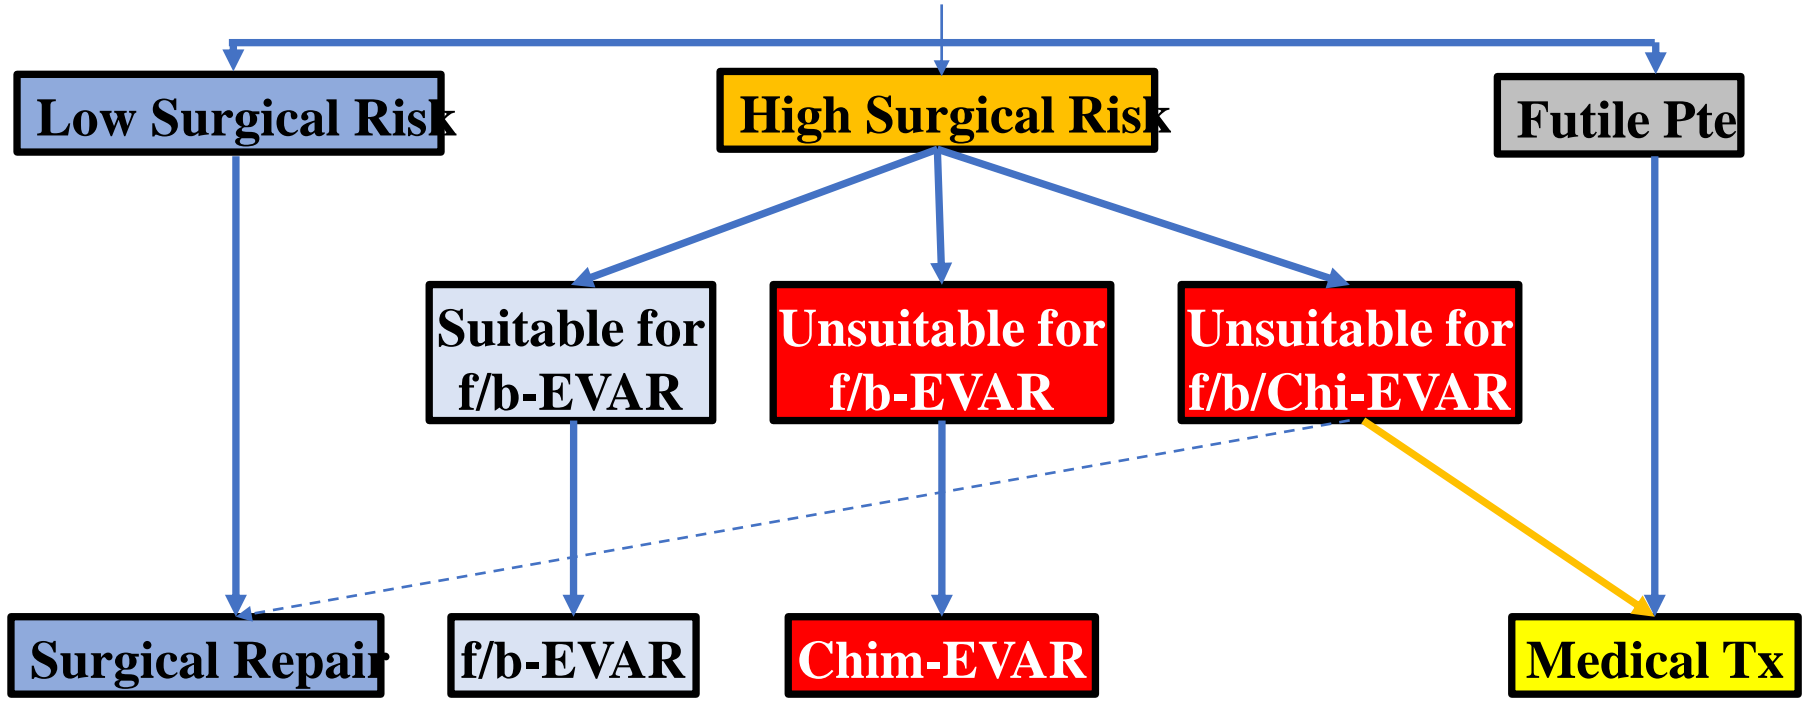 Low Surgical Risk
High Surgical Risk
Futile Pte
Suitable for
f/b-EVAR
Unsuitable for
f/b-EVAR
Unsuitable for
f/b/Chi-EVAR
Surgical Repair
f/b-EVAR
Chim-EVAR
Medical Tx